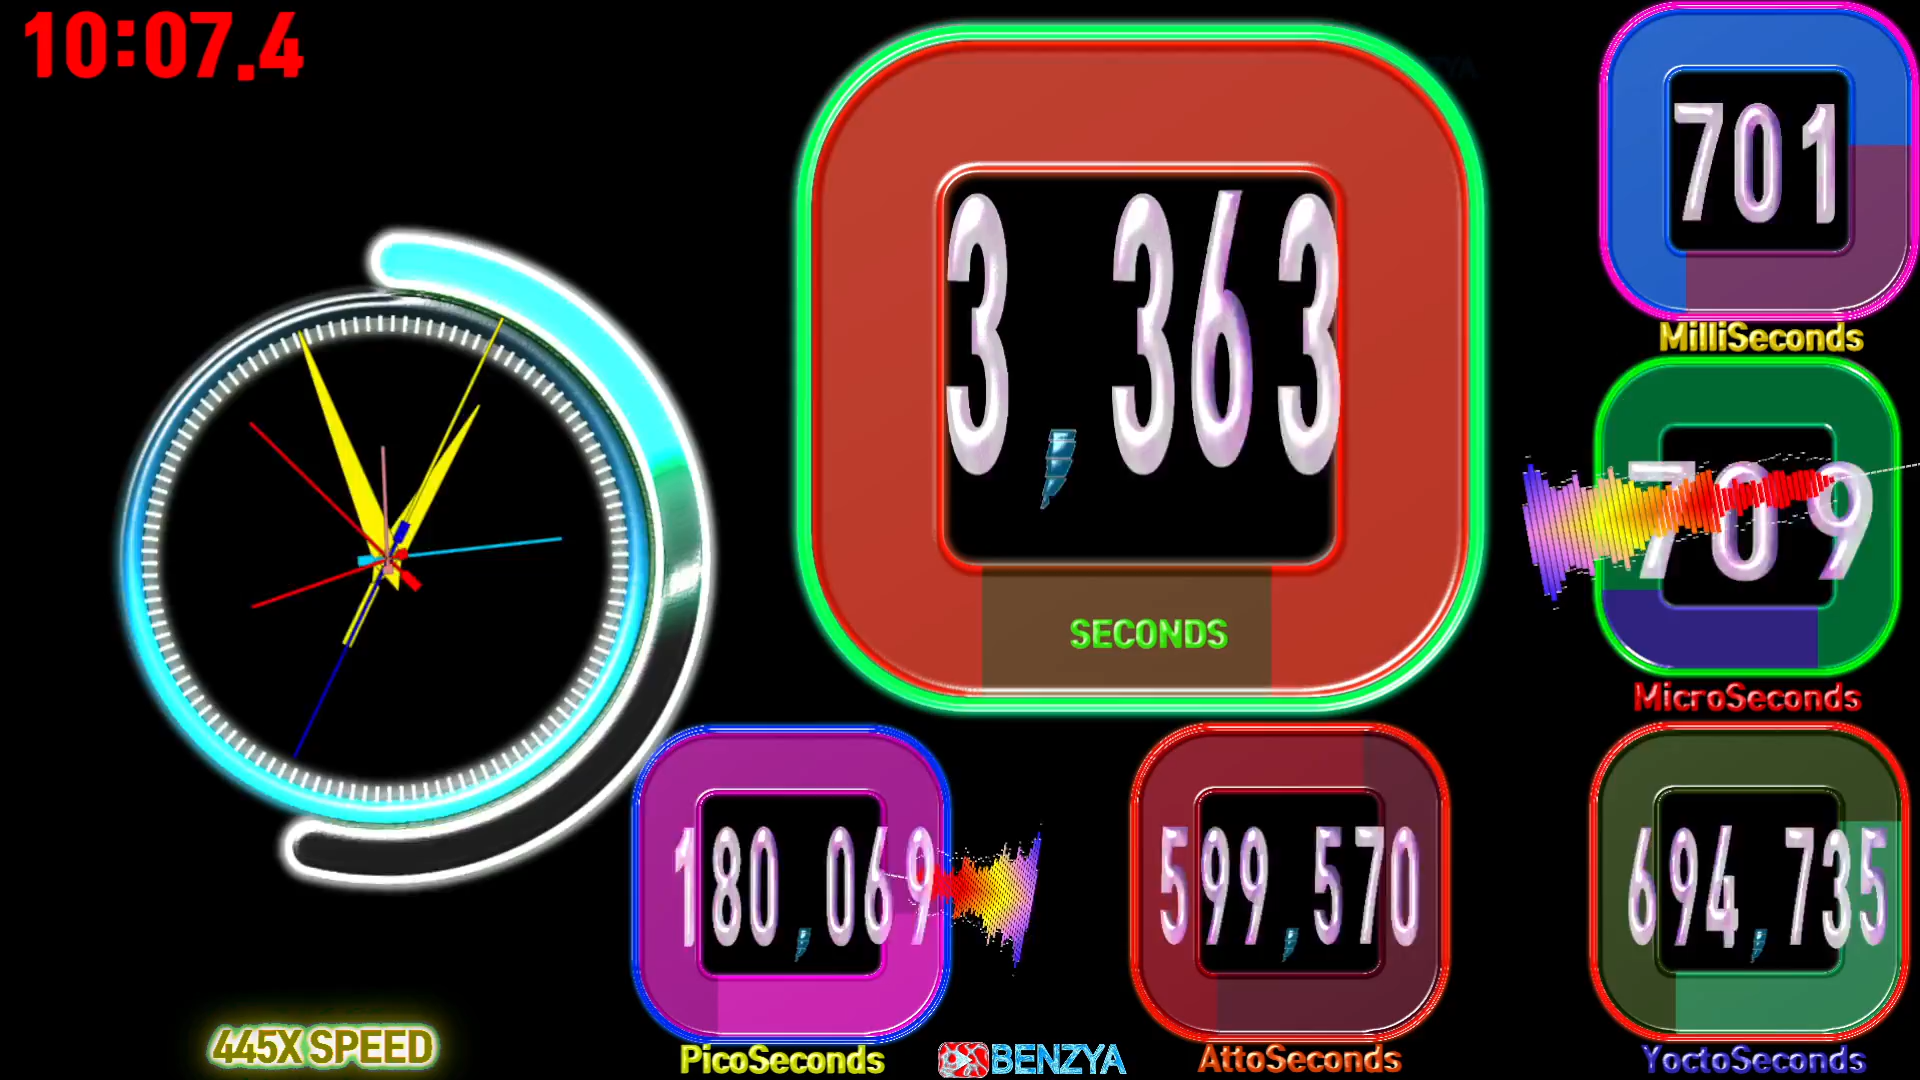 10:07.4
3,363
SECONDS
701
MilliSeconds
709
MicroSeconds
180,069
PicoSeconds
599,570
AttoSeconds
694,735
YoctoSeconds
445X SPEED
BENZYA